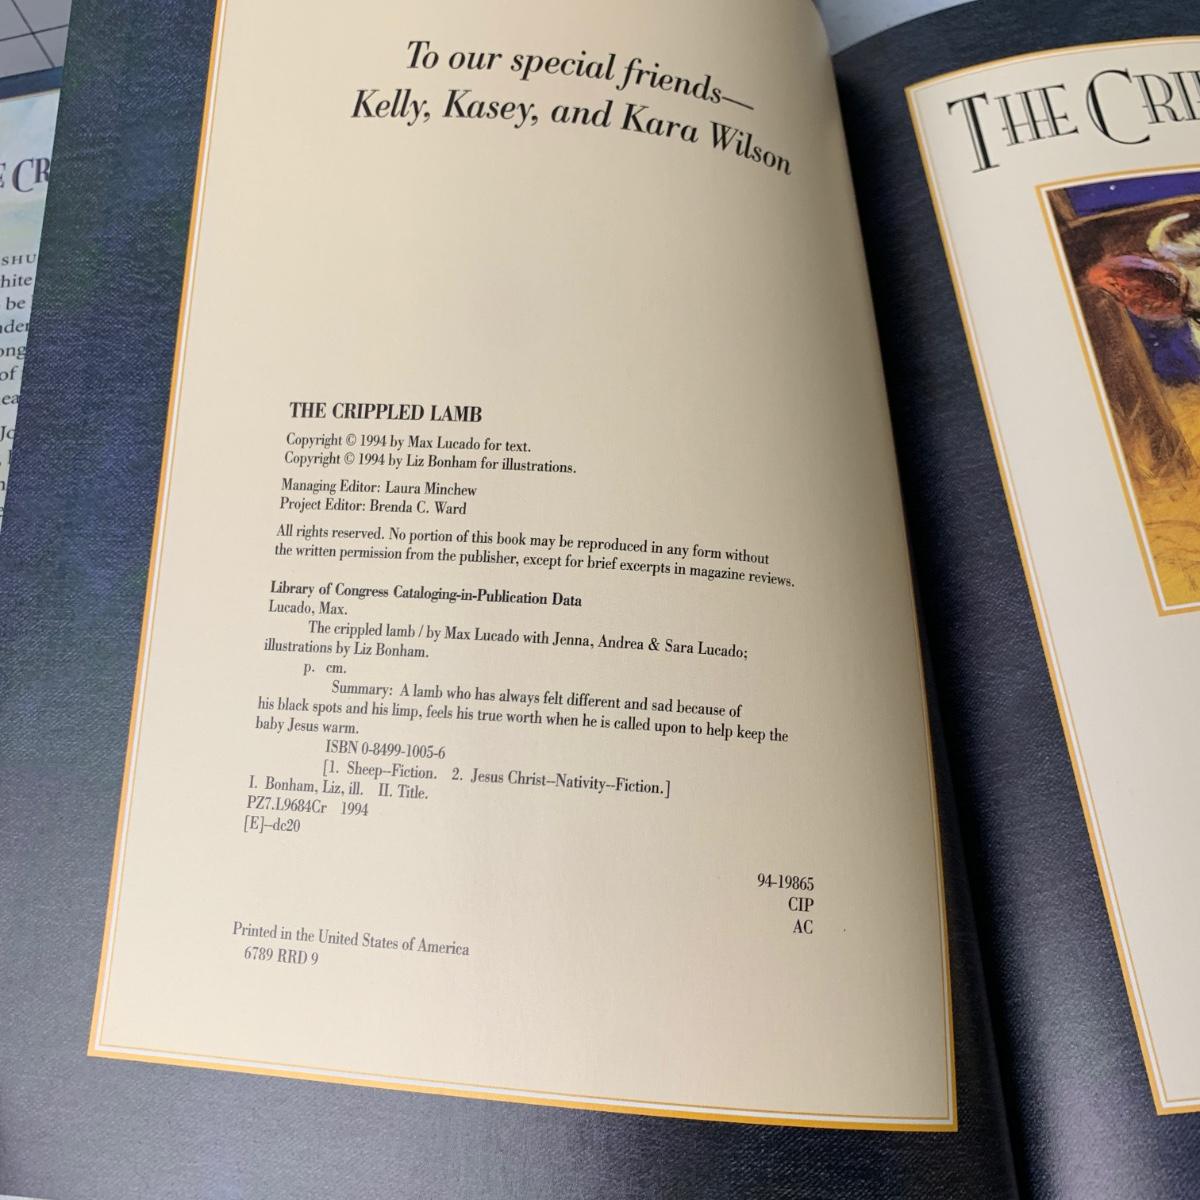 To our special friends—
Kelly, Kasey, and Kara Wilson
THE CRIPPLED LAMB
Copyright © 1994 by Max Lucado for text.
Copyright © 1994 by Liz Bonham for illustrations.
Managing Editor: Laura Minchew
Project Editor: Brenda C. Ward
All rights reserved. No portion of this book may be reproduced in any form without
the written permission from the publisher, except for brief excerpts in magazine reviews.
Library of Congress Cataloging-in-Publication Data
Lucado, Max.
The crippled lamb / by Max Lucado with Jenna, Andrea & Sara Lucado;
illustrations by Liz Bonham.
p. cm.
Summary: A lamb who has always felt different and sad because of
his black spots and his limp, feels his true worth when he is called upon to help keep the
baby Jesus warm.
ISBN 0-8499-1005-6
[1. Sheep--Fiction. 2. Jesus Christ--Nativity--Fiction.]
I. Bonham, Liz, ill. II. Title.
PZ7.L9684Cr 1994
[E]--dc20
94-19865
CIP
AC
Printed in the United States of America
6789 RRD 9
THE CRI
E CR
SHU
hite
be
nder
ong
of
ea